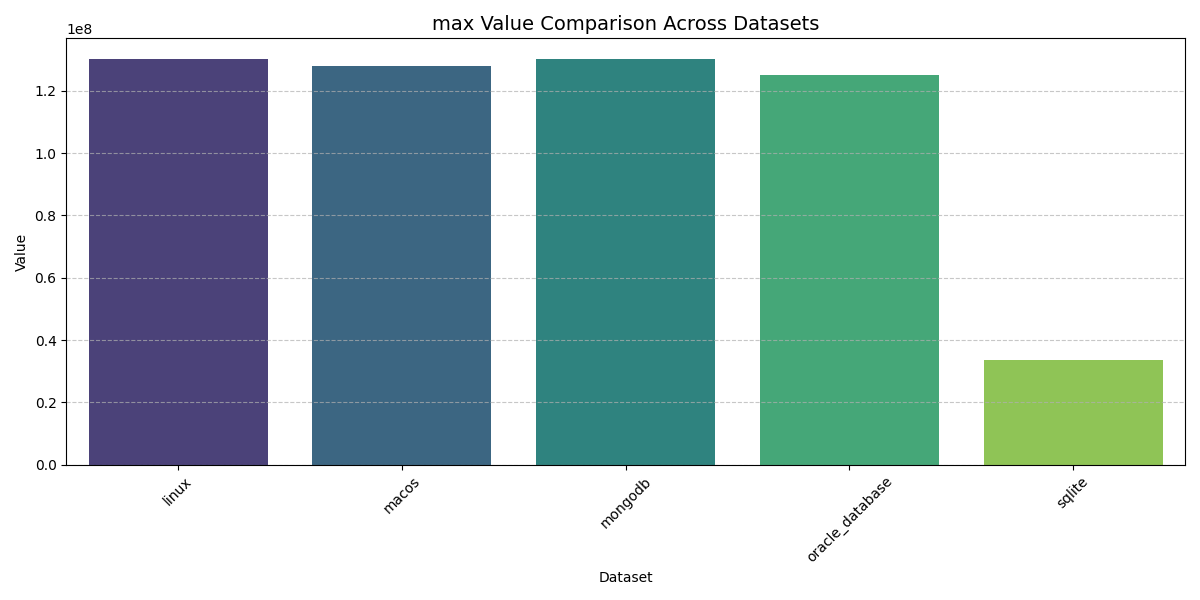 max Value Comparison Across Datasets
1e8
1.2
1.0
0.8
0.6
0.4
0.2
0.0
Value
linux
macos
mongodb
oracle_database
sqlite
Dataset